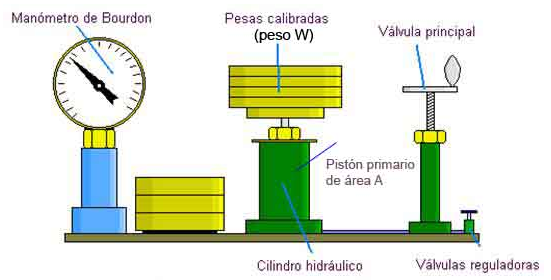 Manómetro de Bourdon
Pesas calibradas
(peso W)
Válvula principal
Pistón primario
de área A
Cilindro hidráulico
Válvulas reguladoras